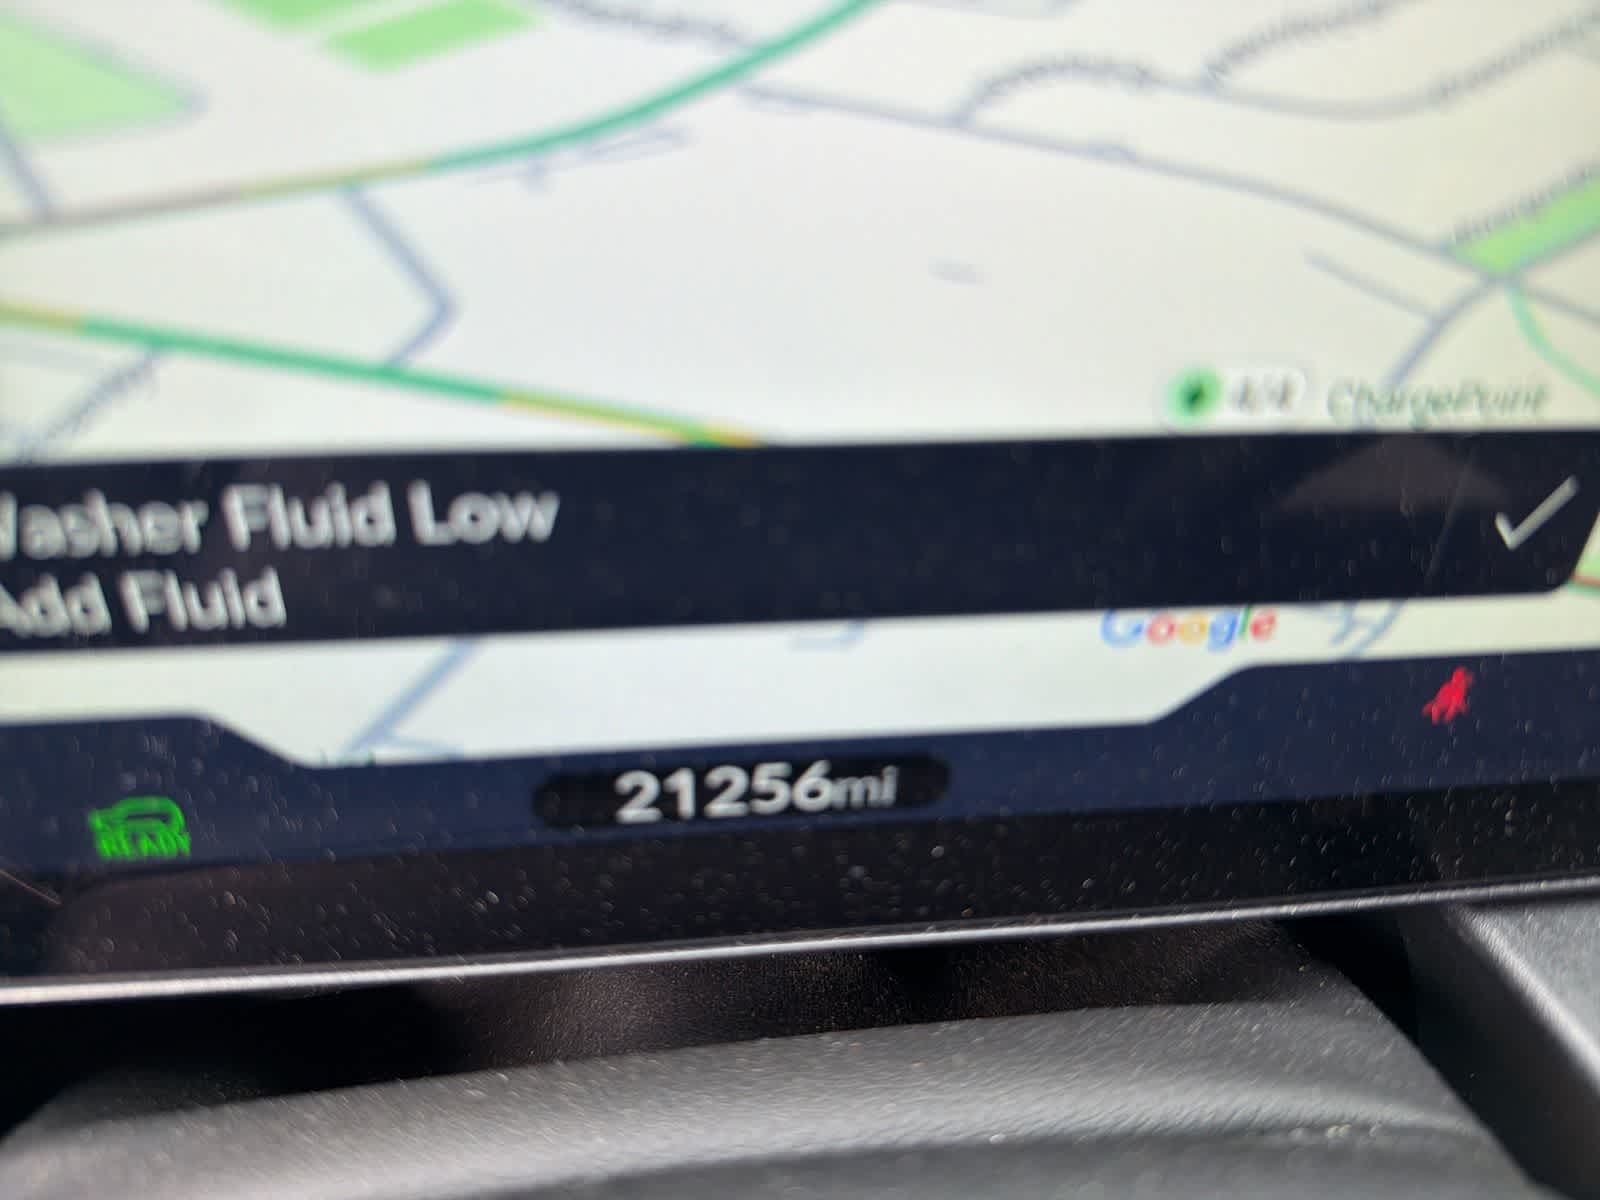 ChargePoint
Washer Fluid Low
Add Fluid
Google
21256mi
READY